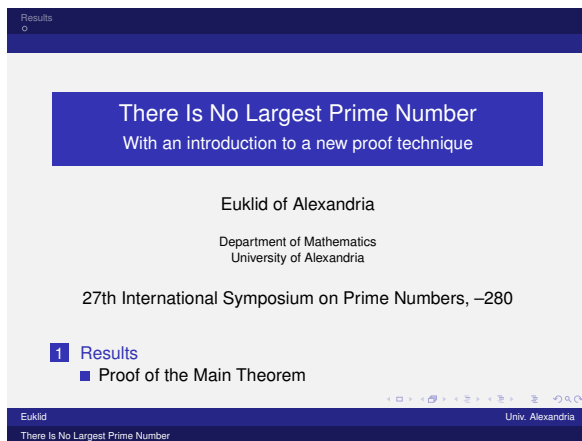 Results
There Is No Largest Prime Number
With an introduction to a new proof technique
Euklid of Alexandria
Department of Mathematics
University of Alexandria
27th International Symposium on Prime Numbers, –280
1 Results
Proof of the Main Theorem
Euklid Univ. Alexandria
There Is No Largest Prime Number